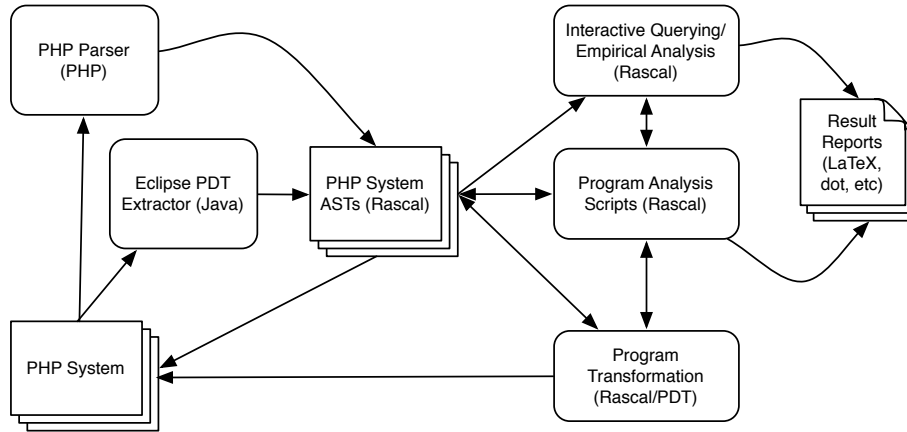 PHP Parser
(PHP)
Interactive Querying/
Empirical Analysis
(Rascal)
Result
Reports
(LaTeX,
dot, etc)
Eclipse PDT
Extractor (Java)
PHP System
ASTs (Rascal)
Program Analysis
Scripts (Rascal)
PHP System
Program
Transformation
(Rascal/PDT)